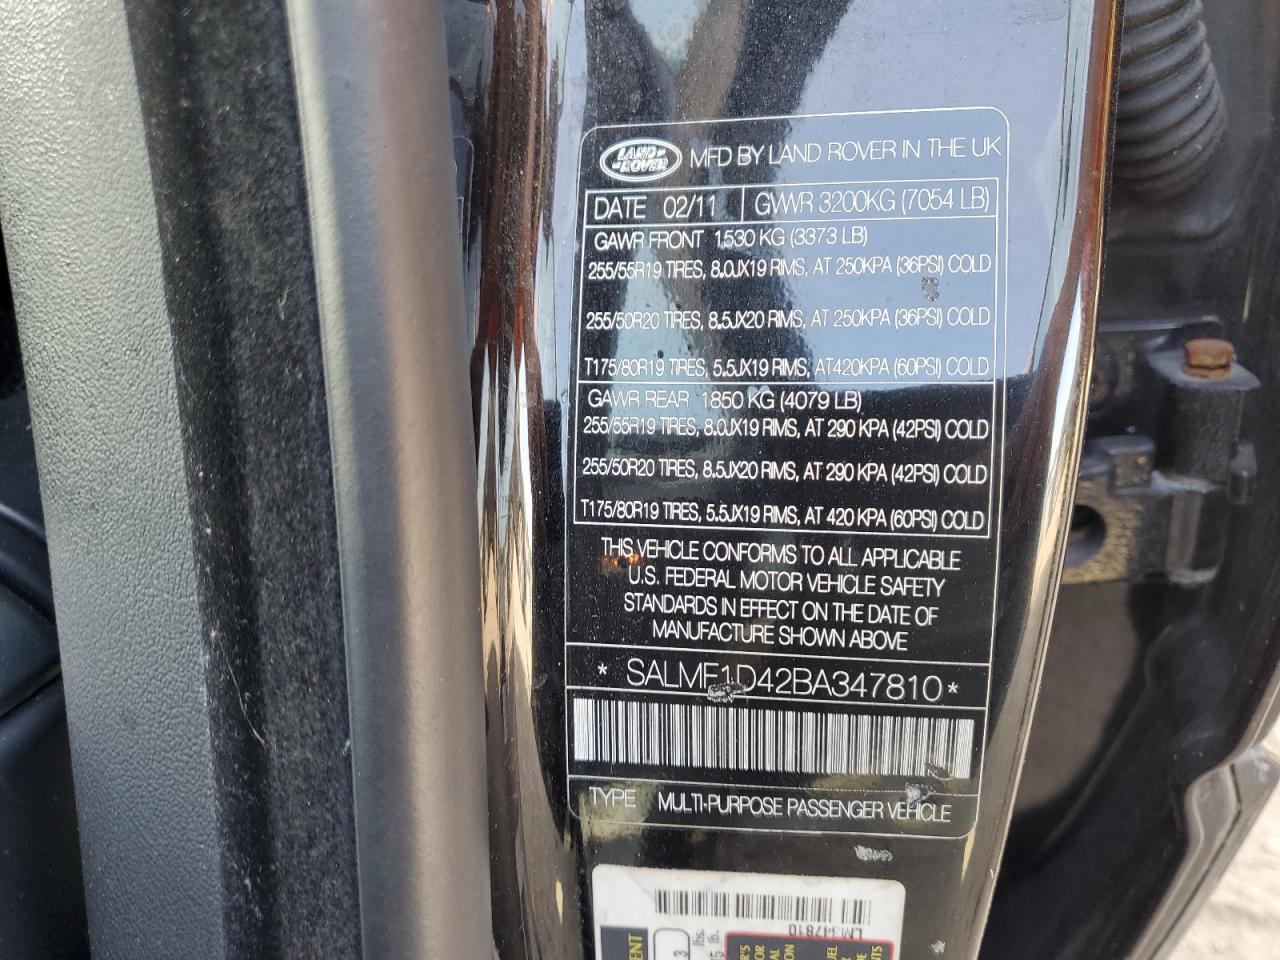 LAND-
-ROVER
MFD BY LAND ROVER IN THE UK
DATE 02/11 GVWR 3200KG (7054 LB)
GAWR FRONT 1530 KG (3373 LB)
255/55R19 TIRES, 8.0JX19 RIMS, AT 250KPA (36PSI) COLD
255/50R20 TIRES, 8.5JX20 RIMS, AT 250KPA (36PSI) COLD
T175/80R19 TIRES, 5.5JX19 RIMS, AT420KPA (60PSI) COLD
GAWR REAR 1850 KG (4079 LB)
255/55R19 TIRES, 8.0JX19 RIMS, AT 290 KPA (42PSI) COLD
255/50R20 TIRES, 8.5JX20 RIMS, AT 290 KPA (42PSI) COLD
T175/80R19 TIRES, 5.5JX19 RIMS, AT 420 KPA (60PSI) COLD
THIS VEHICLE CONFORMS TO ALL APPLICABLE
U.S. FEDERAL MOTOR VEHICLE SAFETY
STANDARDS IN EFFECT ON THE DATE OF
MANUFACTURE SHOWN ABOVE
* SALMF1D42BA347810 *
TYPE MULTI-PURPOSE PASSENGER VEHICLE
LM347810